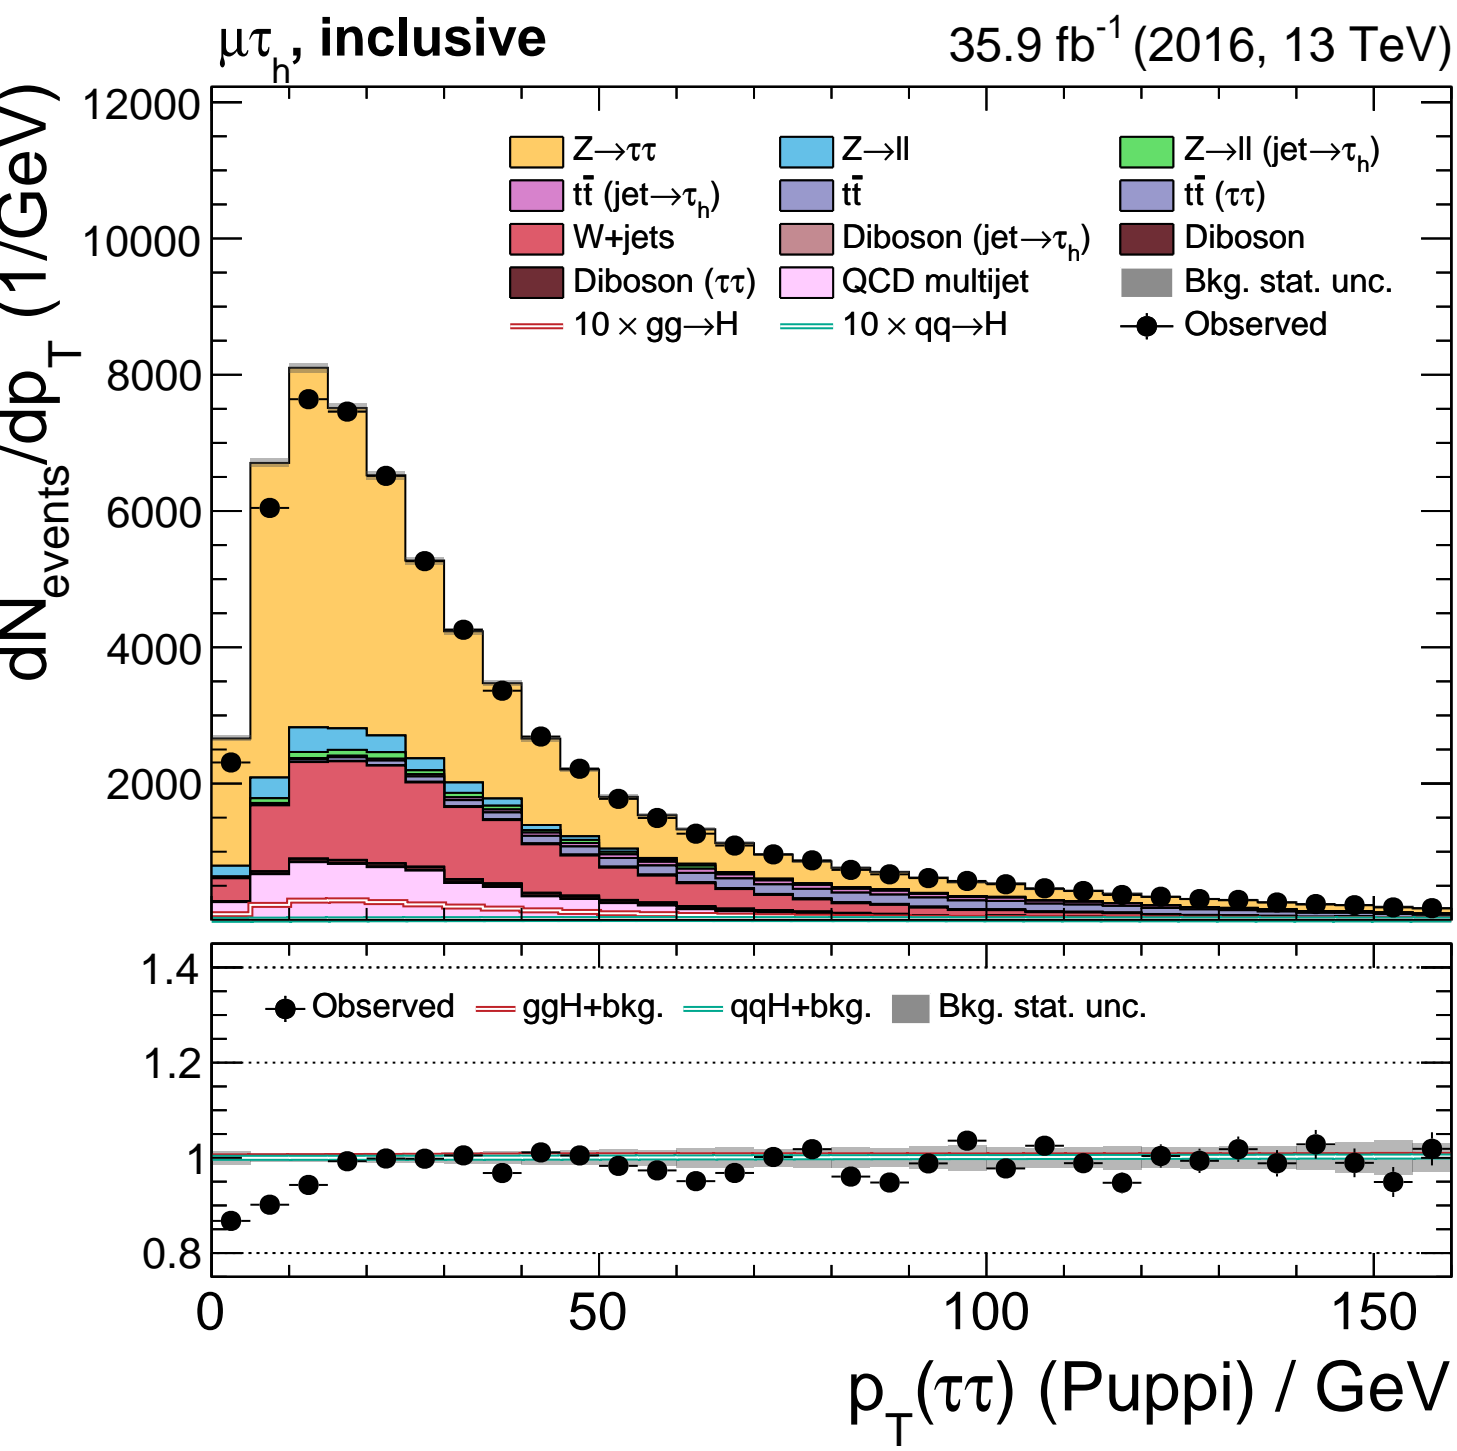 μτh, inclusive 35.9 fb-1 (2016, 13 TeV)
dNevents/dpT (1/GeV)
12000
10000
8000
6000
4000
2000
Z→ττ Z→ll Z→ll (jet→τh)
tt̄ (jet→τh) tt̄ tt̄ (ττ)
W+jets Diboson (jet→τh) Diboson
Diboson (ττ) QCD multijet Bkg. stat. unc.
10 × gg→H 10 × qq→H Observed
1.4
1.2
1
0.8
Observed ggH+bkg. qqH+bkg. Bkg. stat. unc.
0 50 100 150
pT(ττ) (Puppi) / GeV